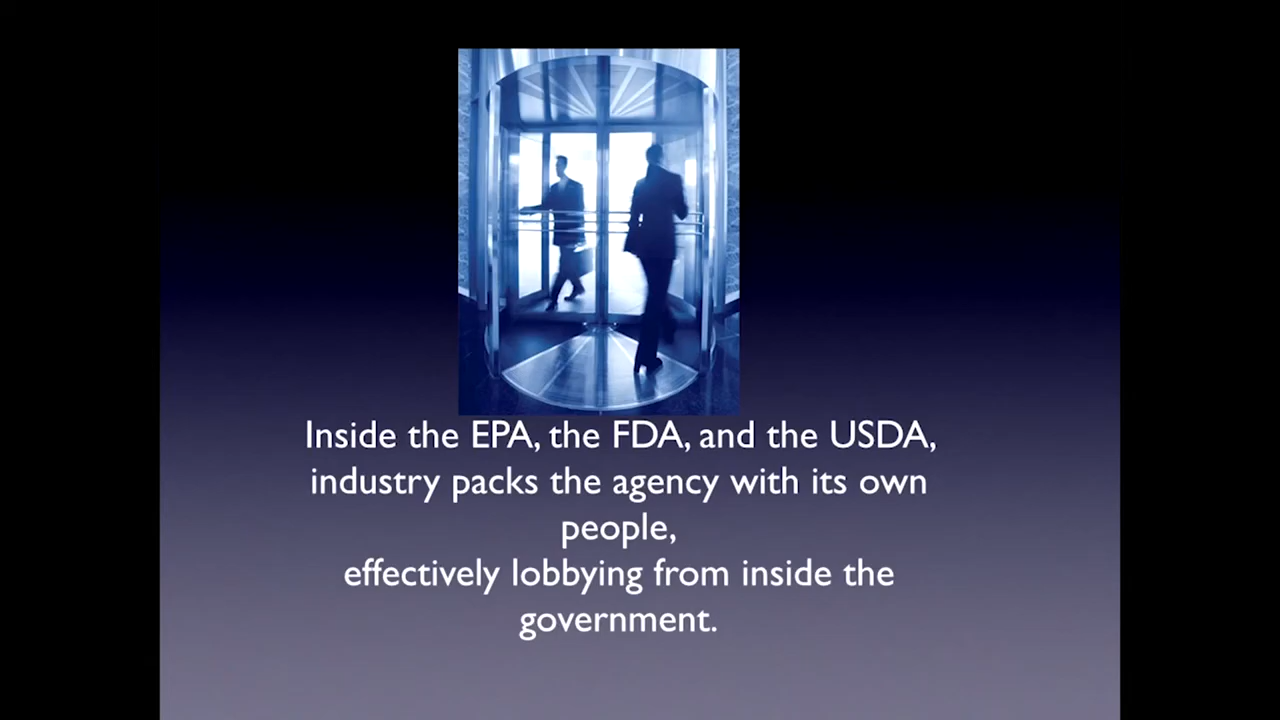 Inside the EPA, the FDA, and the USDA,
industry packs the agency with its own
people,
effectively lobbying from inside the
government.